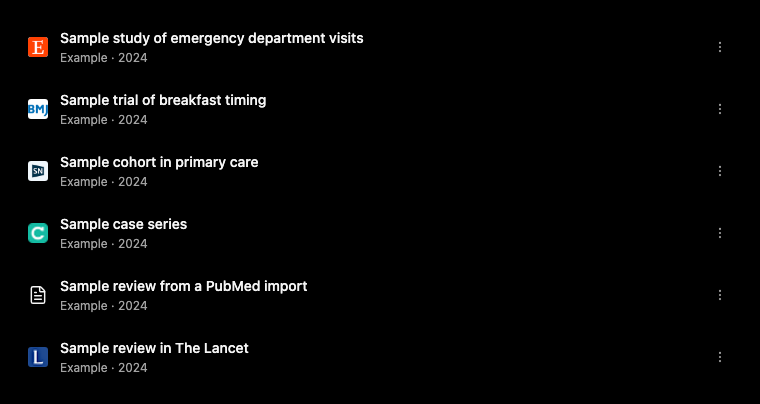 E
Sample study of emergency department visits
Example · 2024
BMJ
Sample trial of breakfast timing
Example · 2024
SN
Sample cohort in primary care
Example · 2024
C
Sample case series
Example · 2024
Sample review from a PubMed import
Example · 2024
L
Sample review in The Lancet
Example · 2024